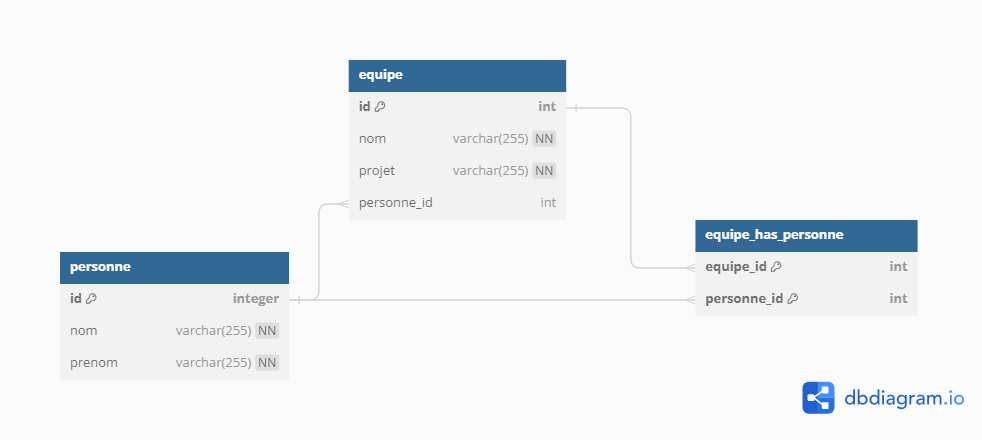 equipe
id int
nom varchar(255) NN
projet varchar(255) NN
personne_id int
personne
id integer
nom varchar(255) NN
prenom varchar(255) NN
equipe_has_personne
equipe_id int
personne_id int
dbdiagram.io